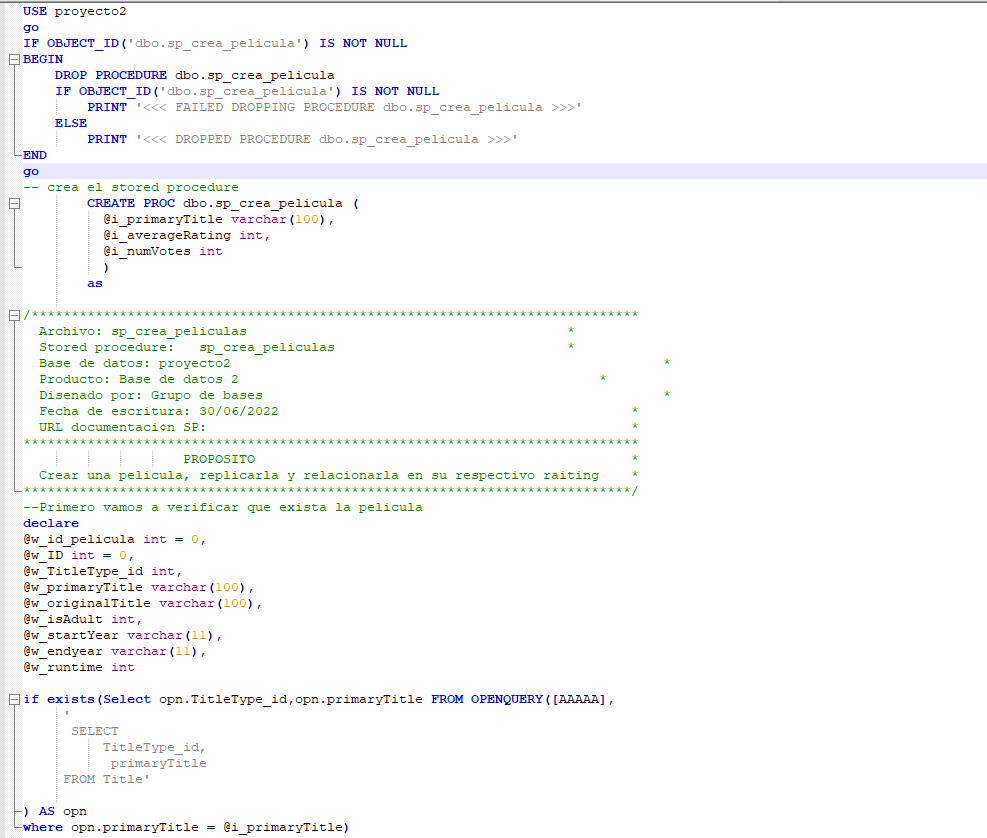 USE proyecto2
go
IF OBJECT_ID('dbo.sp_crea_pelicula') IS NOT NULL
BEGIN
    DROP PROCEDURE dbo.sp_crea_pelicula
    IF OBJECT_ID('dbo.sp_crea_pelicula') IS NOT NULL
        PRINT '<<< FAILED DROPPING PROCEDURE dbo.sp_crea_pelicula >>>'
    ELSE
        PRINT '<<< DROPPED PROCEDURE dbo.sp_crea_pelicula >>>'
END
go
-- crea el stored procedure
        CREATE PROC dbo.sp_crea_pelicula (
          @i_primaryTitle varchar(100),
          @i_averageRating int,
          @i_numVotes int
          )
        as

/****************************************************************************
  Archivo: sp_crea_peliculas                                        *
  Stored procedure:   sp_crea_peliculas                             *
  Base de datos: proyecto2                                                      *
  Producto: Base de datos 2                                             *
  Disenado por: Grupo de bases                                                  *
  Fecha de escritura: 30/06/2022                                            *
  URL documentaci¢n SP:                                                     *
*****************************************************************************
                    PROPOSITO                                               *
  Crear una pelicula, replicarla y relacionarla en su respectivo raiting    *
****************************************************************************/
--Primero vamos a verificar que exista la pelicula
declare
@w_id_pelicula int = 0,
@w_ID int = 0,
@w_TitleType_id int,
@w_primaryTitle varchar(100),
@w_originalTitle varchar(100),
@w_isAdult int,
@w_startYear varchar(11),
@w_endyear varchar(11),
@w_runtime int

if exists(Select opn.TitleType_id,opn.primaryTitle FROM OPENQUERY([AAAAA],
     '
      SELECT
          TitleType_id,
           primaryTitle
     FROM Title'

) AS opn
where opn.primaryTitle = @i_primaryTitle)